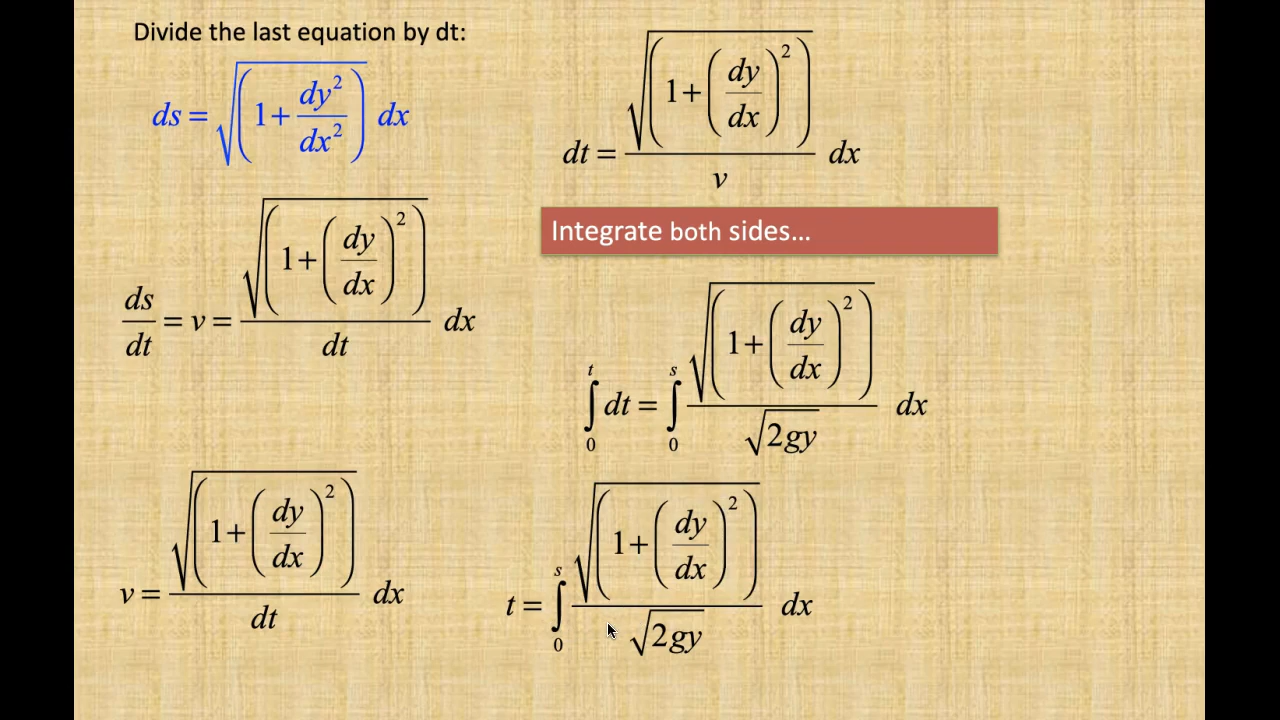 Divide the last equation by dt:
ds = √(1 + dy²/dx²) dx
ds/dt = v = √(1 + (dy/dx)²) / dt dx
v = √(1 + (dy/dx)²) / dt dx
dt = √(1 + (dy/dx)²) / v dx
Integrate both sides...
∫₀ᵗ dt = ∫₀ˢ √(1 + (dy/dx)²) / √(2gy) dx
t = ∫₀ˢ √(1 + (dy/dx)²) / √(2gy) dx